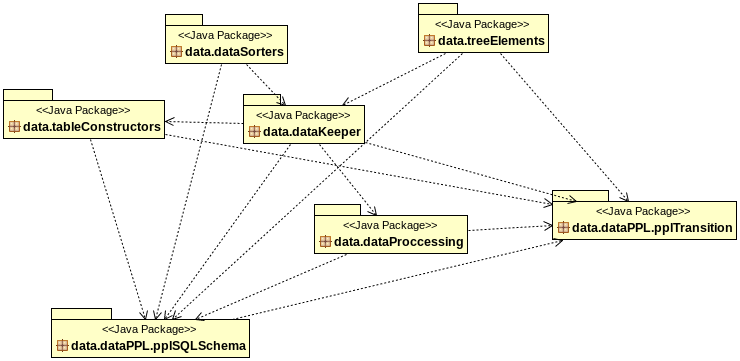 <<Java Package>>
data.treeElements
<<Java Package>>
data.dataSorters
<<Java Package>>
data.tableConstructors
<<Java Package>>
data.dataKeeper
<<Java Package>>
data.dataPPL.pplTransition
<<Java Package>>
data.dataProccessing
<<Java Package>>
data.dataPPL.pplSQLSchema